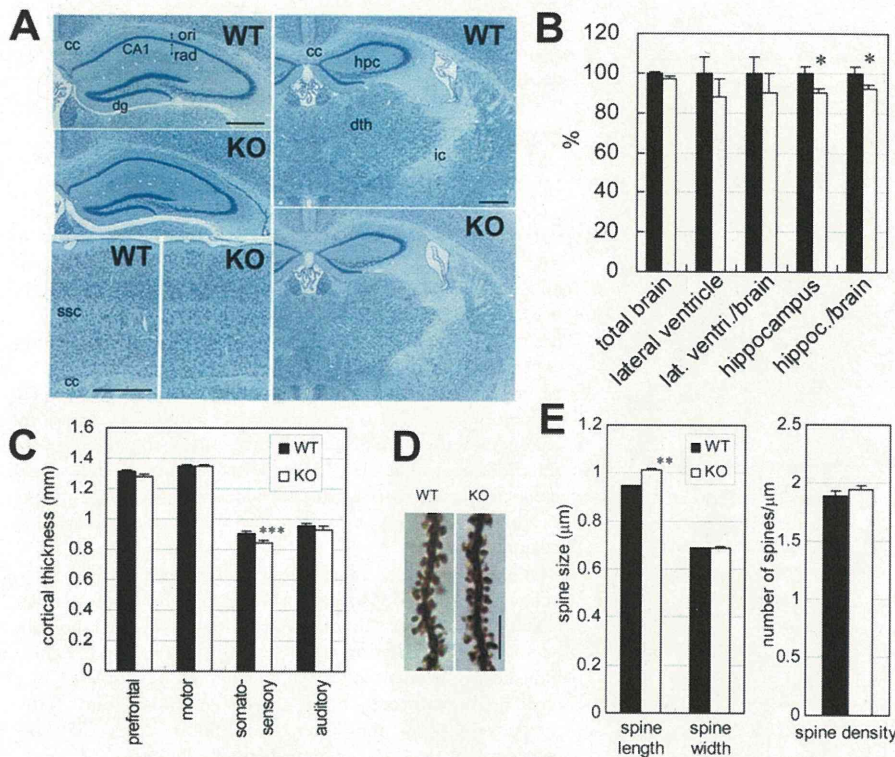 A
cc
CA1
ori
rad
dg
WT
KO
WT
KO
ssc
cc
cc
WT
hpc
dth
ic
KO
B
%
120
100
80
60
40
20
0
*
*
total brain
lateral ventricle
lat. ventri./brain
hippocampus
hippoc./brain
C
cortical thickness (mm)
1.6
1.4
1.2
1
0.8
0.6
0.4
0.2
0
WT
KO
***
prefrontal
motor
somato-
sensory
auditory
D
WT
KO
E
spine size (μm)
1.2
1
0.8
0.6
0.4
0.2
0
WT
KO
**
spine
length
spine
width
number of spines/μm
2.5
2
1.5
1
0.5
0
spine density